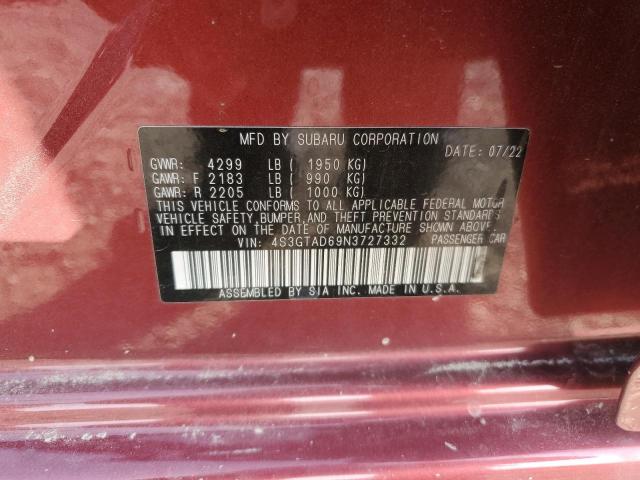 MFD BY SUBARU CORPORATION
DATE: 07/22
GVWR: 4299 LB ( 1950 KG)
GAWR: F 2183 LB ( 990 KG)
GAWR: R 2205 LB ( 1000 KG)
THIS VEHICLE CONFORMS TO ALL APPLICABLE FEDERAL MOTOR
VEHICLE SAFETY, BUMPER, AND THEFT PREVENTION STANDARDS
IN EFFECT ON THE DATE OF MANUFACTURE SHOWN ABOVE.
VIN: 4S3GTAD69N3727332 PASSENGER CAR
ASSEMBLED BY SIA INC. MADE IN U.S.A.